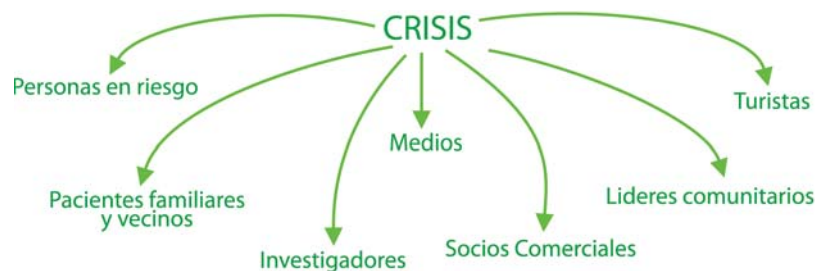 CRISIS
Personas en riesgo
Turistas
Medios
Pacientes familiares
y vecinos
Lideres comunitarios
Investigadores
Socios Comerciales